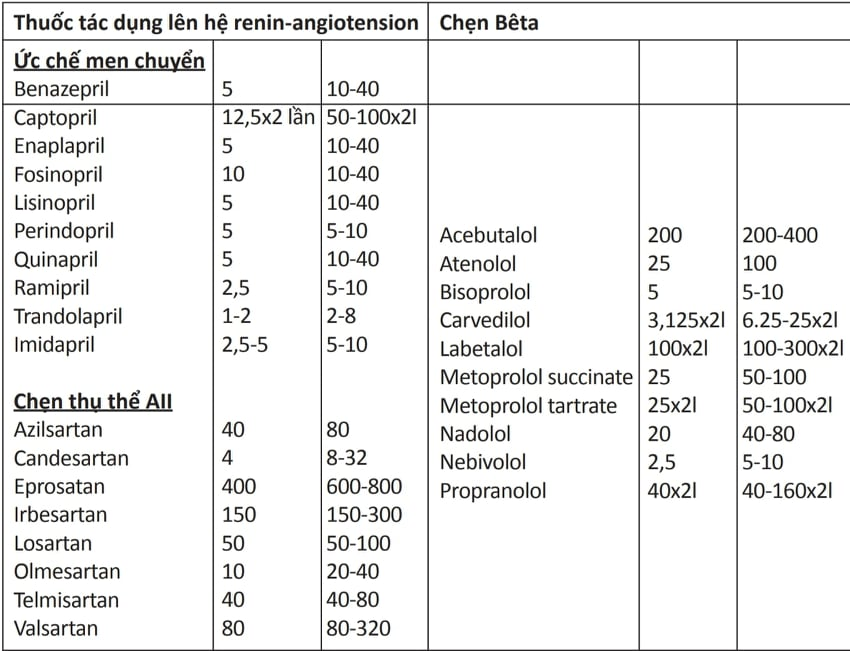 Thuốc tác dụng lên hệ renin-angiotension
Ức chế men chuyển
Benazepril 5 10-40
Captopril 12,5x2 lần 50-100x2l
Enaplapril 5 10-40
Fosinopril 10 10-40
Lisinopril 5 10-40
Perindopril 5 5-10
Quinapril 5 10-40
Ramipril 2,5 5-10
Trandolapril 1-2 2-8
Imidapril 2,5-5 5-10
Chẹn thụ thể AII
Azilsartan 40 80
Candesartan 4 8-32
Eprosatan 400 600-800
Irbesartan 150 150-300
Losartan 50 50-100
Olmesartan 10 20-40
Telmisartan 40 40-80
Valsartan 80 80-320
Chẹn Bêta
Acebutalol 200 200-400
Atenolol 25 100
Bisoprolol 5 5-10
Carvedilol 3,125x2l 6.25-25x2l
Labetalol 100x2l 100-300x2l
Metoprolol succinate 25 50-100
Metoprolol tartrate 25x2l 50-100x2l
Nadolol 20 40-80
Nebivolol 2,5 5-10
Propranolol 40x2l 40-160x2l